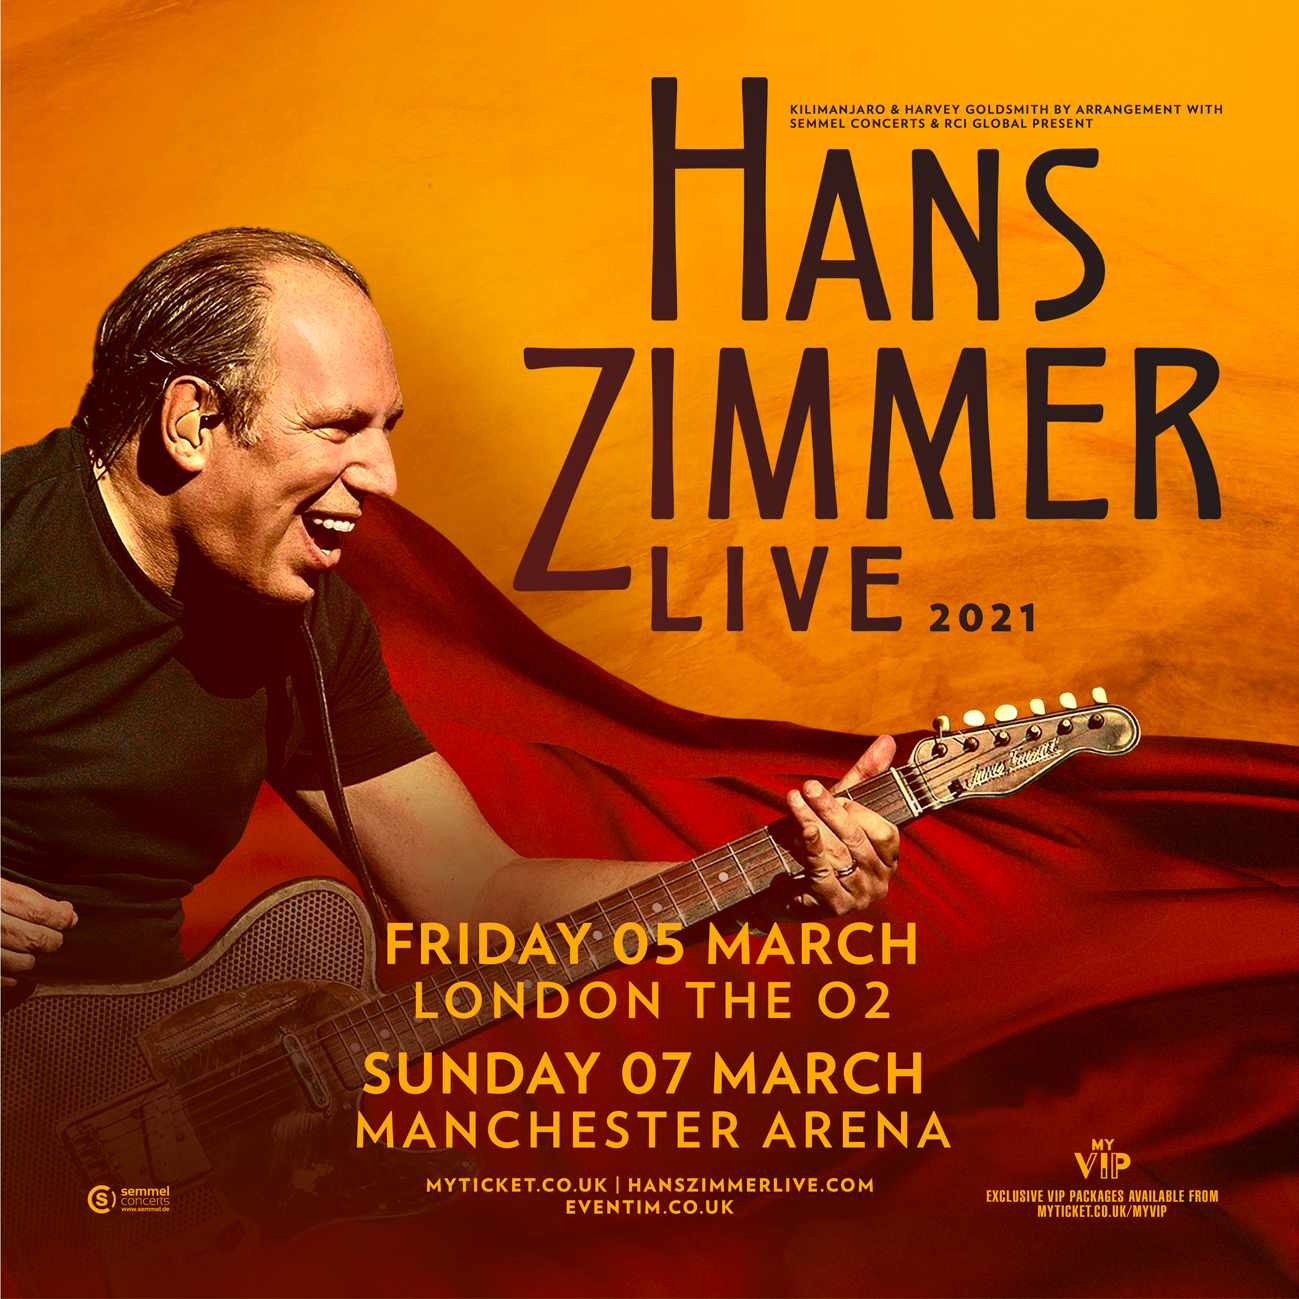 KILIMANJARO & HARVEY GOLDSMITH BY ARRANGEMENT WITH
SEMMEL CONCERTS & RCI GLOBAL PRESENT
HANS
ZIMMER
LIVE 2021
James Trussart
FRIDAY 05 MARCH
LONDON THE O2
SUNDAY 07 MARCH
MANCHESTER ARENA
MYTICKET.CO.UK | HANSZIMMERLIVE.COM
EVENTIM.CO.UK
S semmel
concerts
www.semmel.de
MY
VIP
EXCLUSIVE VIP PACKAGES AVAILABLE FROM
MYTICKET.CO.UK/MYVIP